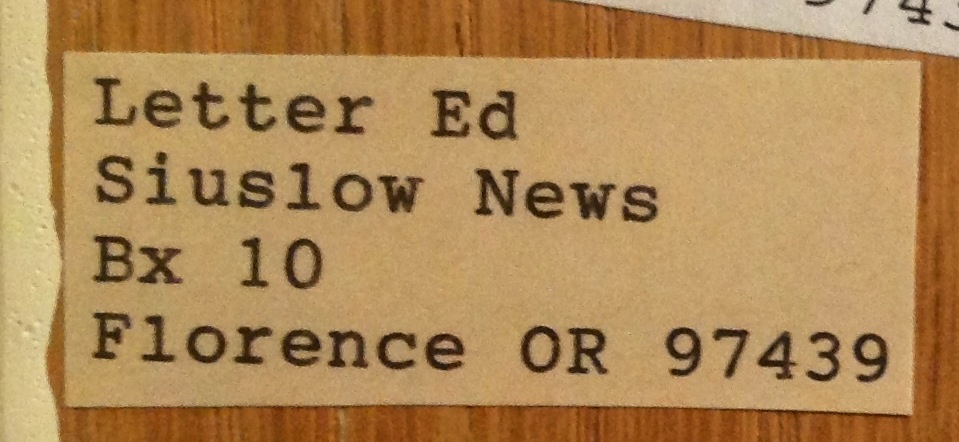 Letter Ed
Siuslow News
Bx 10
Florence OR 97439